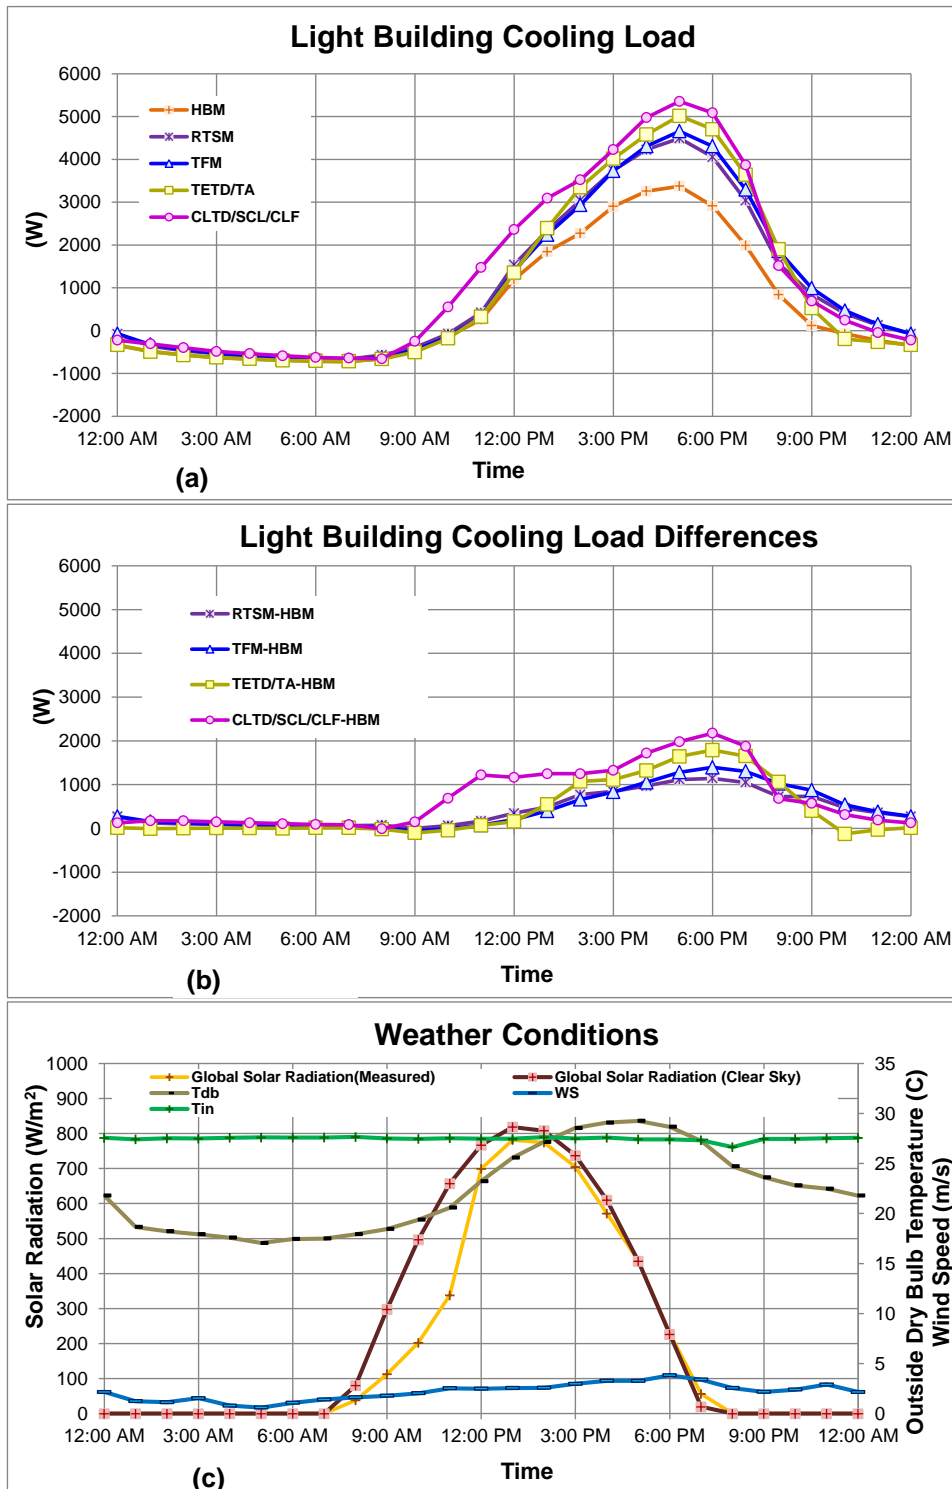 Light Building Cooling Load
6000
5000
4000
3000
2000
1000
0
-1000
-2000
(W)
HBM
RTSM
TFM
TETD/TA
CLTD/SCL/CLF
12:00 AM 3:00 AM 6:00 AM 9:00 AM 12:00 PM 3:00 PM 6:00 PM 9:00 PM 12:00 AM
Time
(a)
Light Building Cooling Load Differences
6000
5000
4000
3000
2000
1000
0
-1000
-2000
(W)
RTSM-HBM
TFM-HBM
TETD/TA-HBM
CLTD/SCL/CLF-HBM
12:00 AM 3:00 AM 6:00 AM 9:00 AM 12:00 PM 3:00 PM 6:00 PM 9:00 PM 12:00 AM
Time
(b)
Weather Conditions
1000
900
800
700
600
500
400
300
200
100
0
Solar Radiation (W/m²)
Global Solar Radiation(Measured) Global Solar Radiation (Clear Sky)
Tdb WS
Tin
35
30
25
20
15
10
5
0
Outside Dry Bulb Temperature (C)
Wind Speed (m/s)
12:00 AM 3:00 AM 6:00 AM 9:00 AM 12:00 PM 3:00 PM 6:00 PM 9:00 PM 12:00 AM
Time
(c)